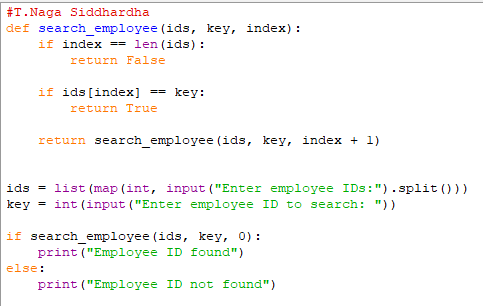 #T.Naga Siddhardha
def search_employee(ids, key, index):
    if index == len(ids):
        return False
    if ids[index] == key:
        return True
    return search_employee(ids, key, index + 1)
ids = list(map(int, input("Enter employee IDs:").split()))
key = int(input("Enter employee ID to search: "))
if search_employee(ids, key, 0):
    print("Employee ID found")
else:
    print("Employee ID not found")